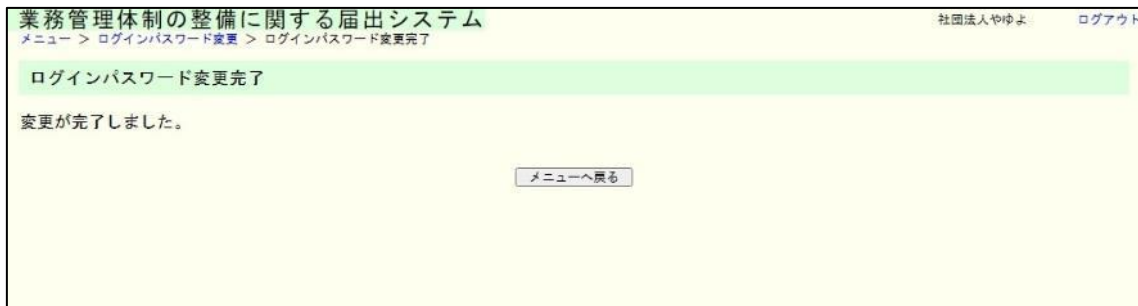 業務管理体制の整備に関する届出システム 社団法人やゆよ ログアウト
メニュー > ログインパスワード変更 > ログインパスワード変更完了
ログインパスワード変更完了
変更が完了しました。
メニューへ戻る